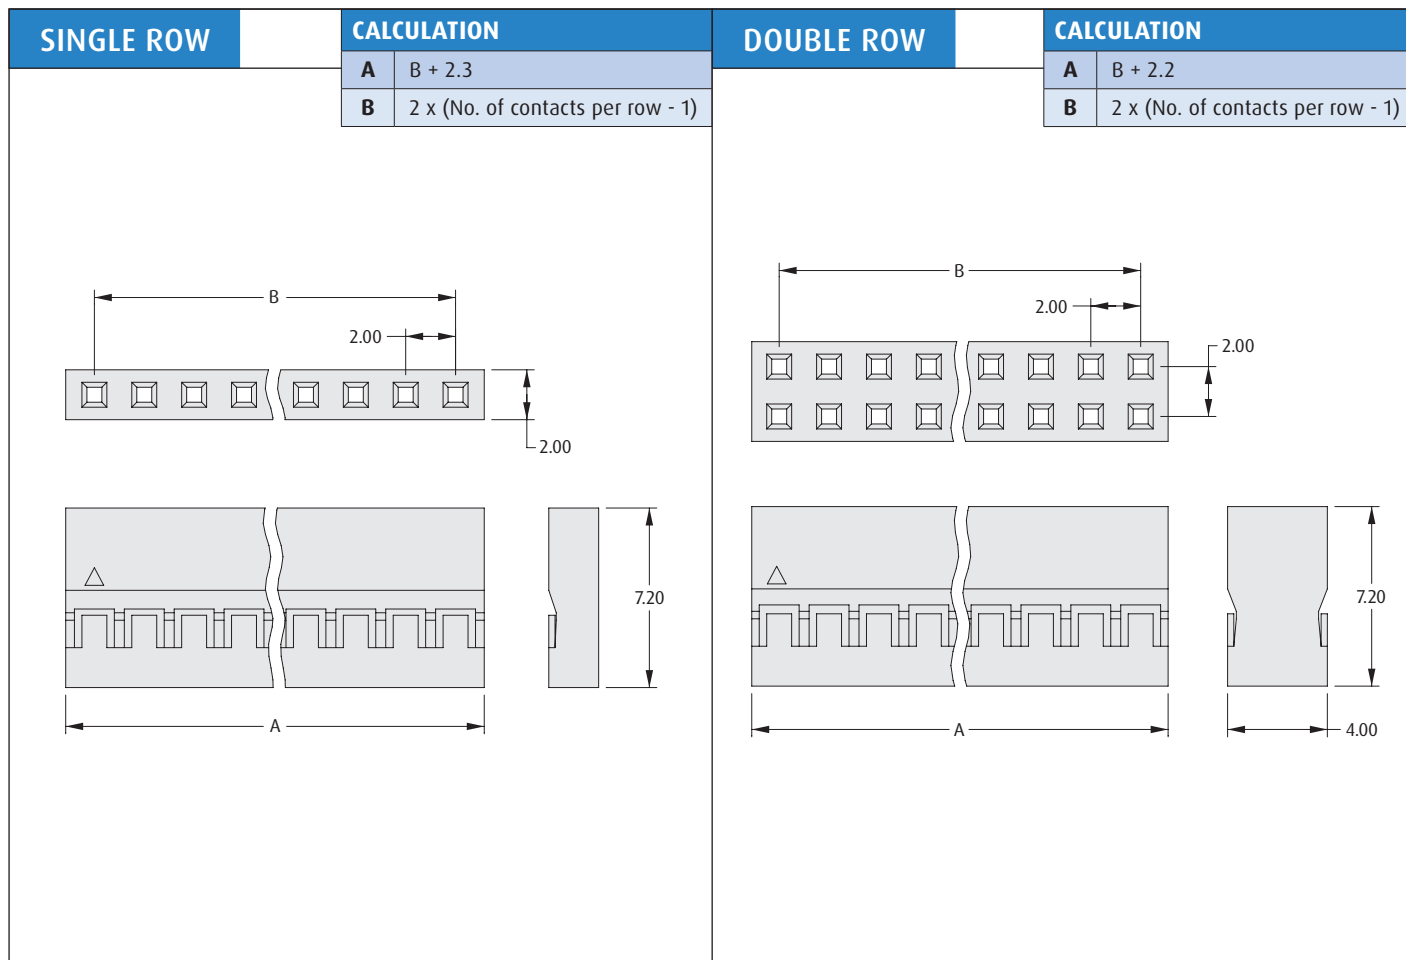 SINGLE ROW
CALCULATION
A B + 2.3
B 2 x (No. of contacts per row - 1)
B
2.00
2.00
7.20
A
DOUBLE ROW
CALCULATION
A B + 2.2
B 2 x (No. of contacts per row - 1)
B
2.00
2.00
7.20
A
4.00